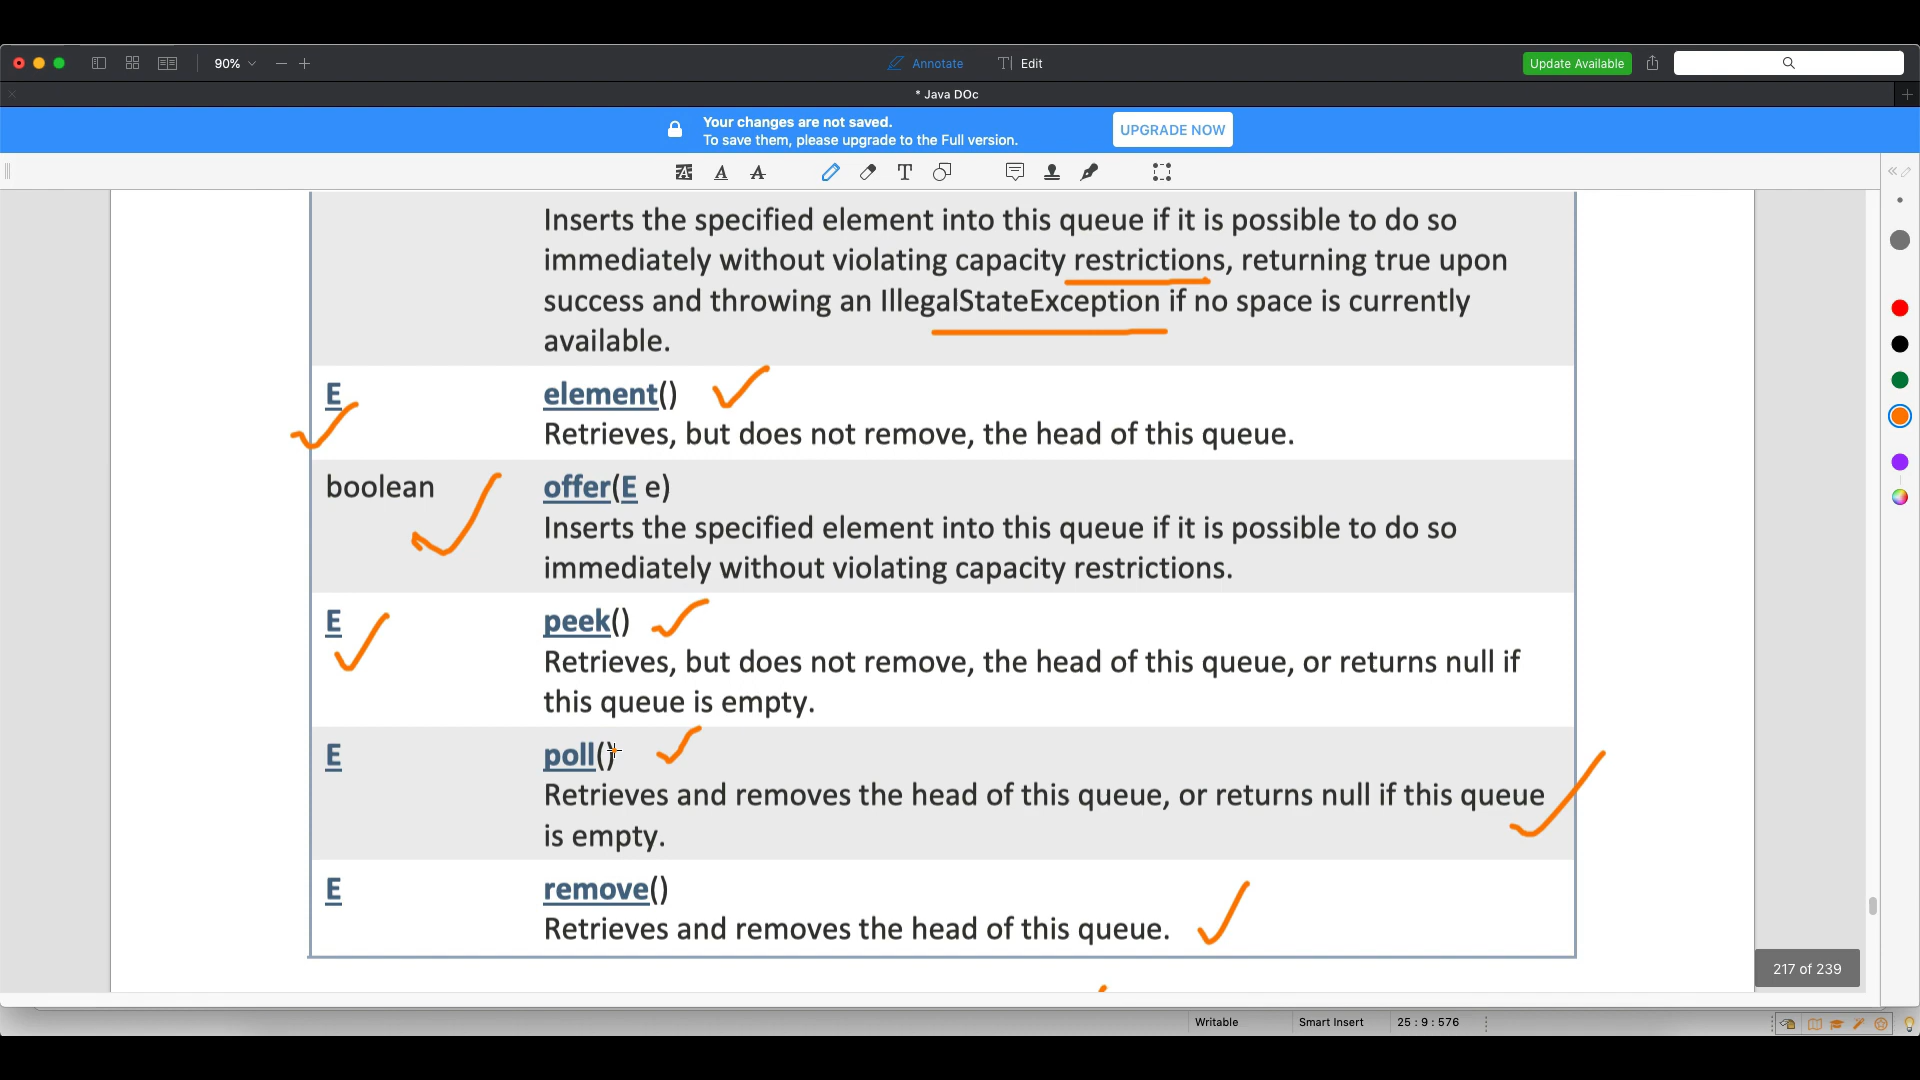 90%
Annotate
Edit
Update Available
* Java DOc
Your changes are not saved.
To save them, please upgrade to the Full version.
UPGRADE NOW
Inserts the specified element into this queue if it is possible to do so
immediately without violating capacity restrictions, returning true upon
success and throwing an IllegalStateException if no space is currently
available.
E element()
Retrieves, but does not remove, the head of this queue.
boolean offer(E e)
Inserts the specified element into this queue if it is possible to do so
immediately without violating capacity restrictions.
E peek()
Retrieves, but does not remove, the head of this queue, or returns null if
this queue is empty.
E poll()
Retrieves and removes the head of this queue, or returns null if this queue
is empty.
E remove()
Retrieves and removes the head of this queue.
217 of 239
Writable
Smart Insert
25 : 9 : 576